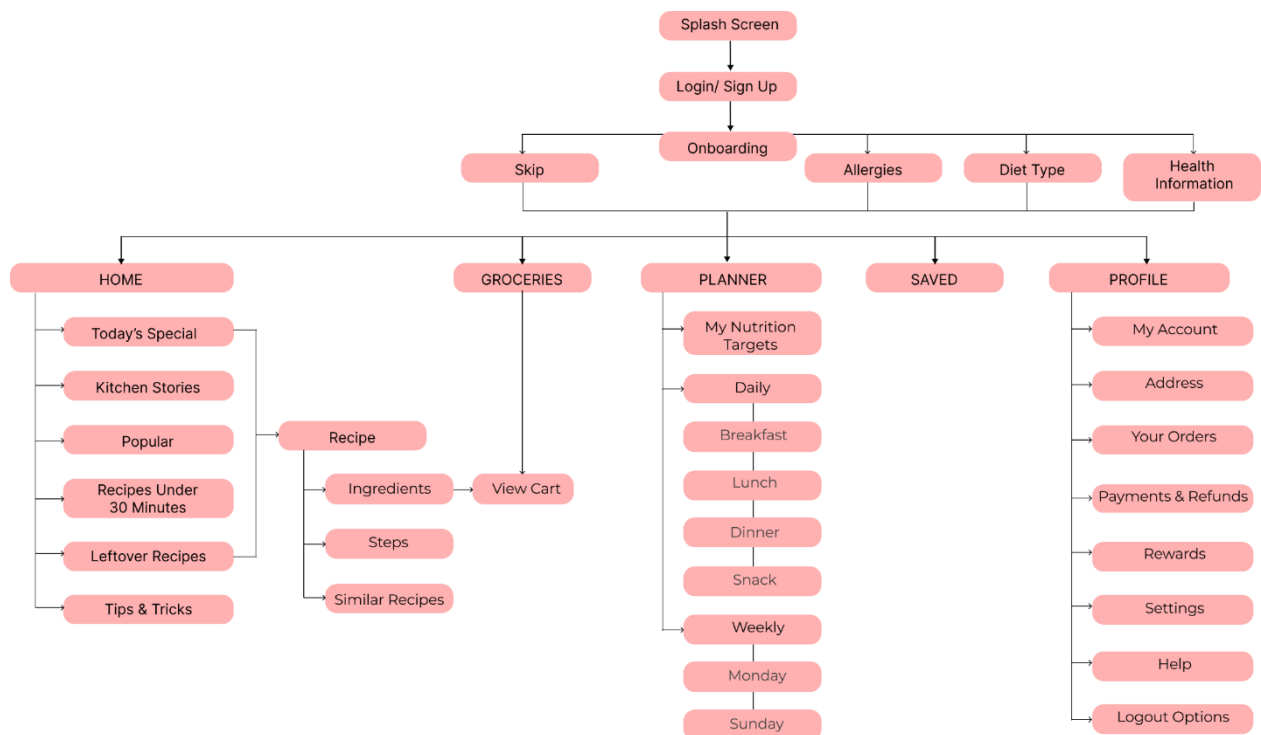 Splash Screen
Login/ Sign Up
Onboarding
Skip
Allergies
Diet Type
Health
Information
HOME
GROCERIES
PLANNER
SAVED
PROFILE
Today's Special
Kitchen Stories
Popular
Recipes Under
30 Minutes
Leftover Recipes
Tips & Tricks
Recipe
Ingredients
Steps
Similar Recipes
View Cart
My Nutrition
Targets
Daily
Breakfast
Lunch
Dinner
Snack
Weekly
Monday
Sunday
My Account
Address
Your Orders
Payments & Refunds
Rewards
Settings
Help
Logout Options